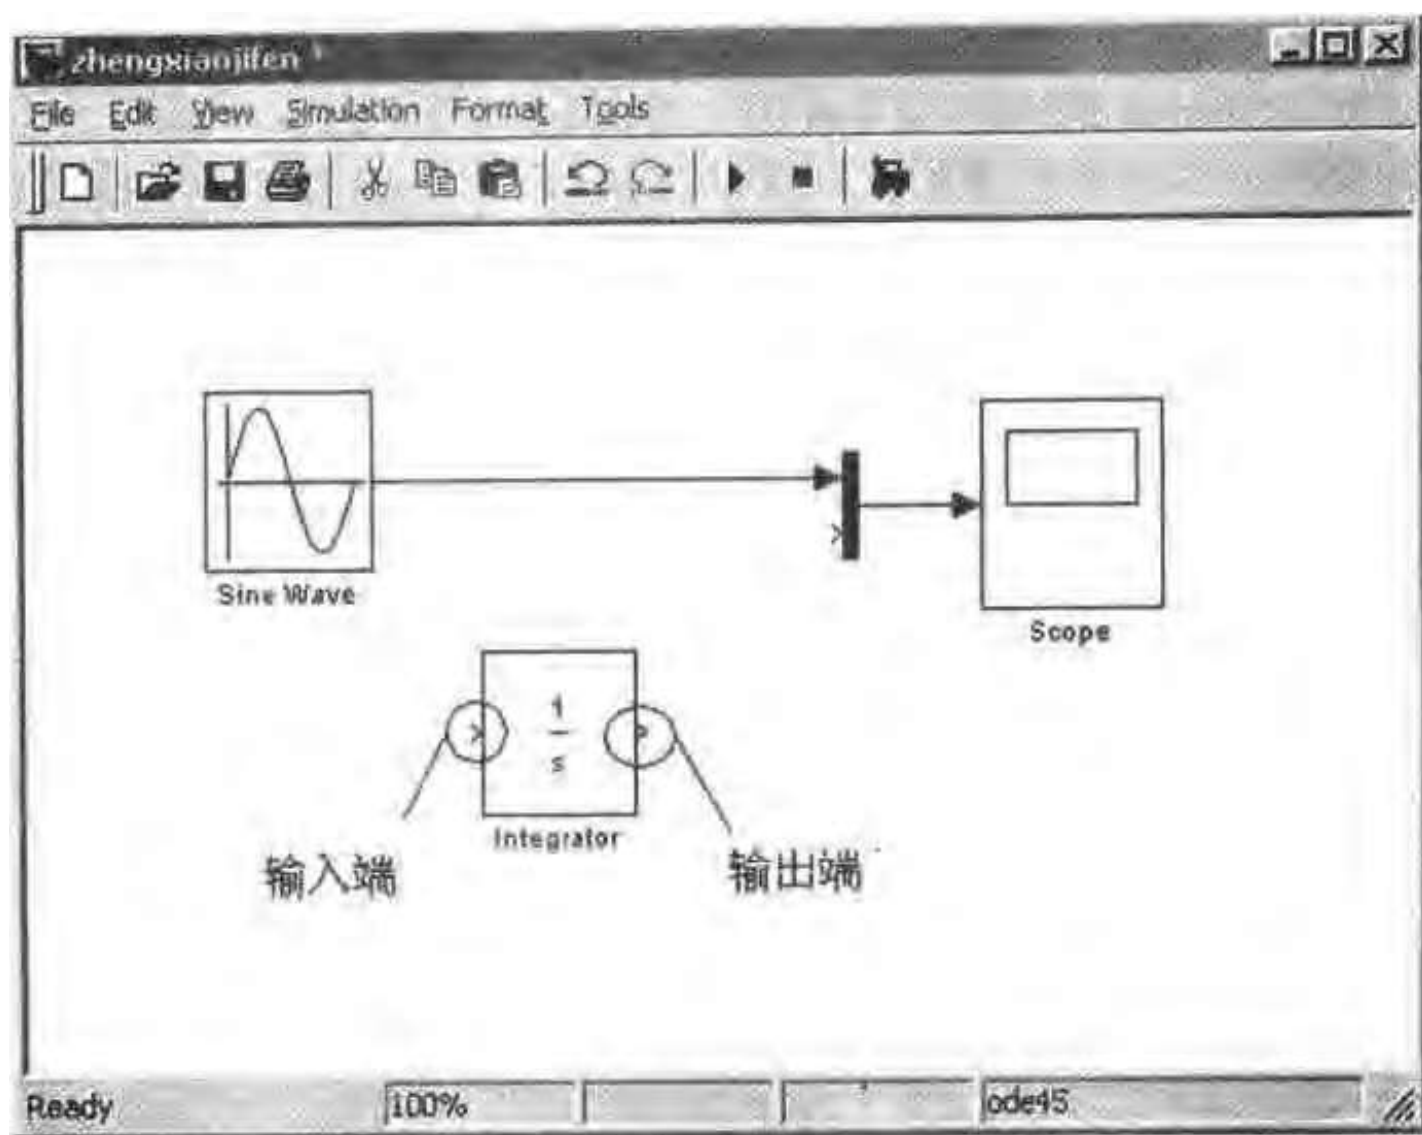 zhengxianjifen
File Edit View Simulation Format Tools
Sine Wave
Scope
1
s
Integrator
输入端
输出端
Ready 100% ode45